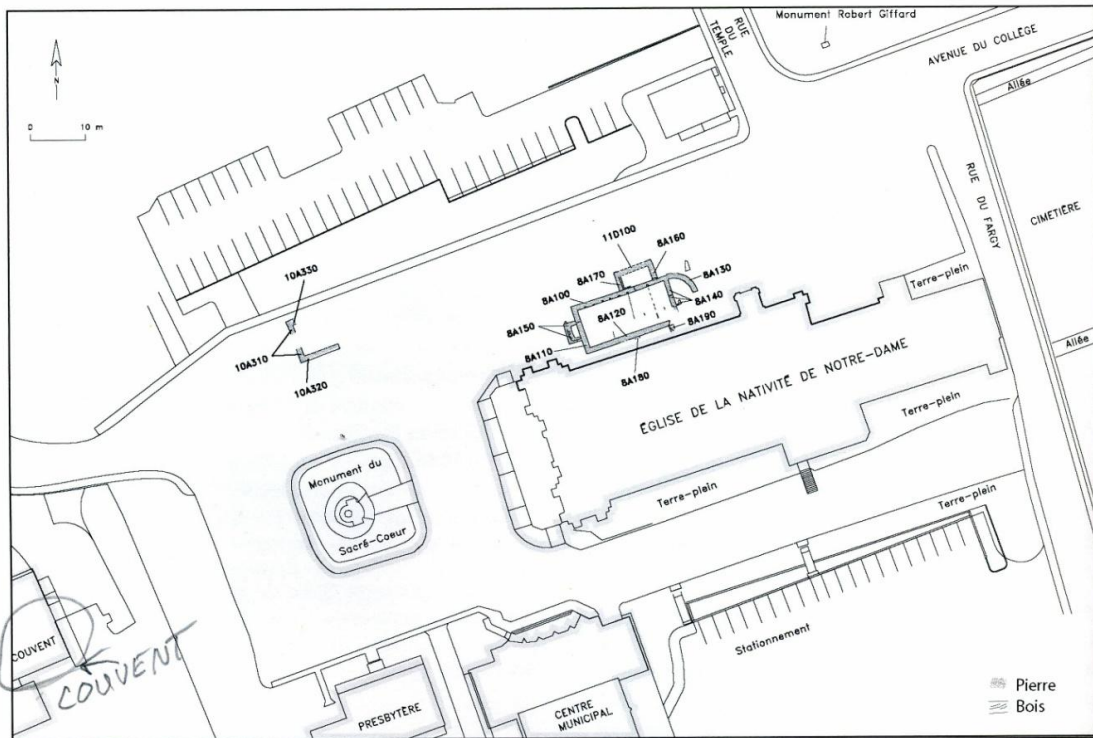 Monument Robert Giffard
RUE
DU
TEMPLE
AVENUE DU COLLÈGE
N
0 10 m
Allée
RUE DU FARGY
CIMETIÈRE
11D100
8A160
8A170
8A130
8A100
8A140
8A120
8A190
8A150
8A110
8A180
10A330
10A310
10A320
Terre-plein
Allée
ÉGLISE DE LA NATIVITÉ DE NOTRE-DAME
Terre-plein
Terre-plein
Terre-plein
Monument du
Sacré-Coeur
COUVENT
COUVENT
Stationnement
PRESBYTÈRE
CENTRE
MUNICIPAL
Pierre
Bois